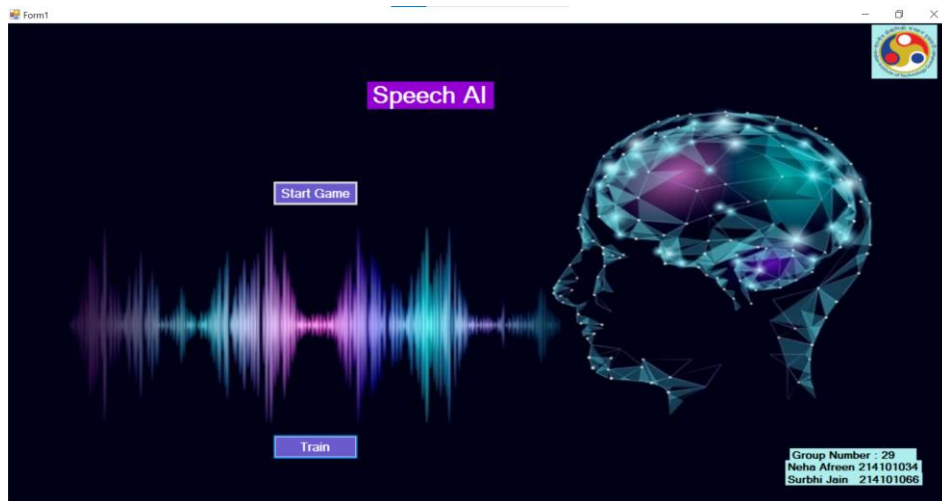 Form1
Speech AI
Start Game
Train
Group Number : 29
Neha Afreen 214101034
Surbhi Jain 214101066